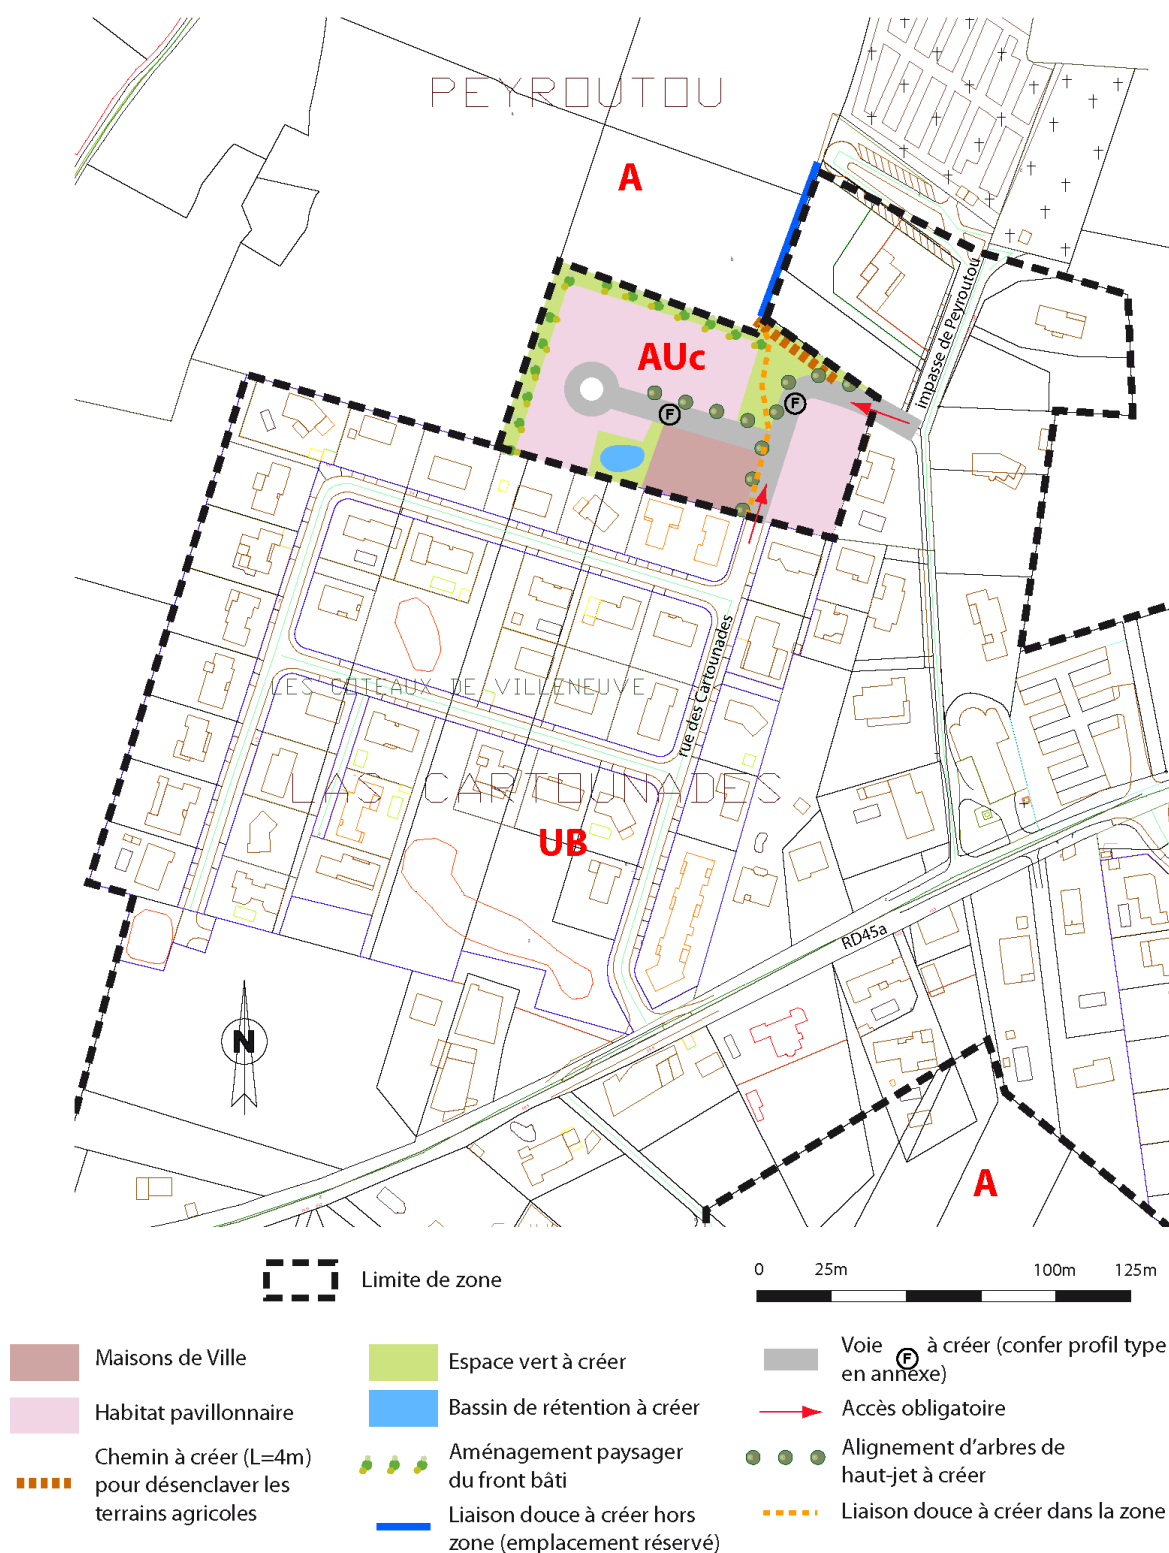 PEYROUTOU
A
impasse de Peyroutou
AUc
F
F
rue des Cartounades
LES COTEAUX DE VILLENEUVE
LAS CARTOUNADES
UB
RD45a
N
A
Limite de zone
0 25m 100m 125m
Maisons de Ville
Habitat pavillonnaire
Chemin à créer (L=4m)
pour désenclaver les
terrains agricoles
Espace vert à créer
Bassin de rétention à créer
Aménagement paysager
du front bâti
Liaison douce à créer hors
zone (emplacement réservé)
Voie F à créer (confer profil type
en annexe)
Accès obligatoire
Alignement d'arbres de
haut-jet à créer
Liaison douce à créer dans la zone